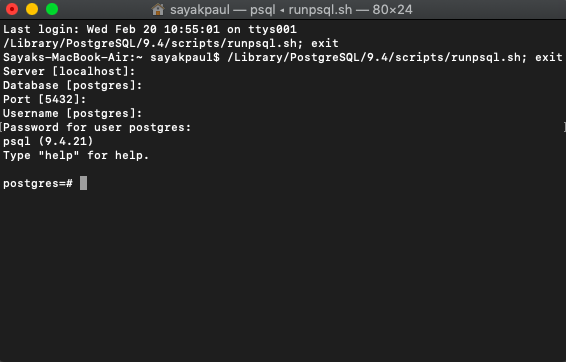 sayakpaul — psql ◂ runpsql.sh — 80×24
Last login: Wed Feb 20 10:55:01 on ttys001
/Library/PostgreSQL/9.4/scripts/runpsql.sh; exit
Sayaks-MacBook-Air:~ sayakpaul$ /Library/PostgreSQL/9.4/scripts/runpsql.sh; exit
Server [localhost]:
Database [postgres]:
Port [5432]:
Username [postgres]:
[Password for user postgres: ]
psql (9.4.21)
Type "help" for help.
postgres=#